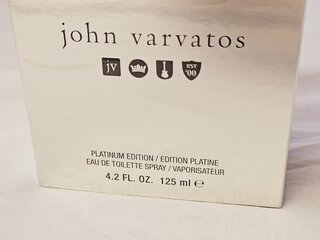 john varvatos
jv
EST
'00
PLATINUM EDITION / EDITION PLATINE
EAU DE TOILETTE SPRAY / VAPORISATEUR
4.2 FL. OZ. 125 ml ℮